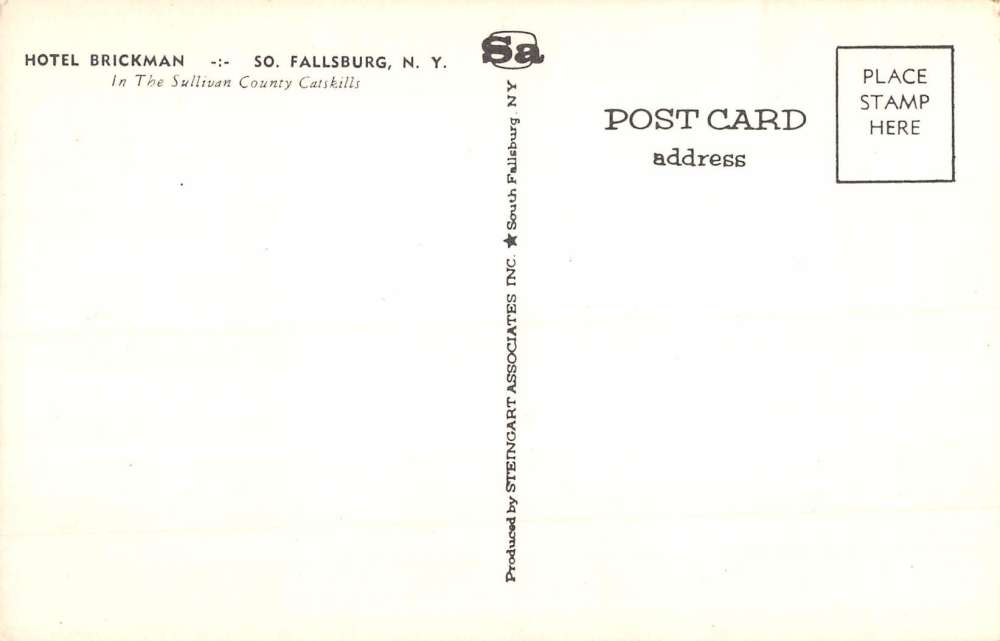 HOTEL BRICKMAN -:- SO. FALLSBURG, N. Y.
In The Sullivan County Catskills
Sa
Produced by STEINGART ASSOCIATES INC. ★ South Fallsburg, NY
POST CARD
address
PLACE
STAMP
HERE